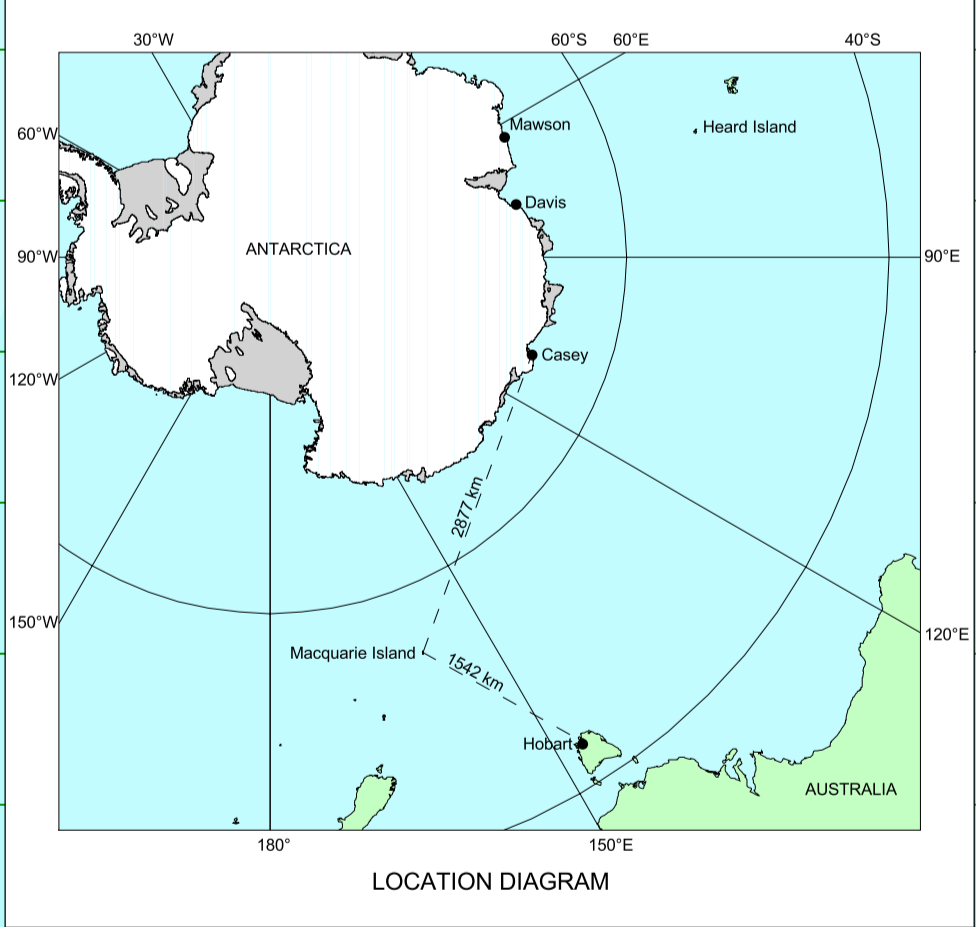 30°W
60°S
60°E
40°S
Mawson
Heard Island
60°W
Davis
ANTARCTICA
90°W
90°E
Casey
120°W
2877 km
150°W
120°E
Macquarie Island
1542 km
Hobart
AUSTRALIA
180°
150°E
LOCATION DIAGRAM